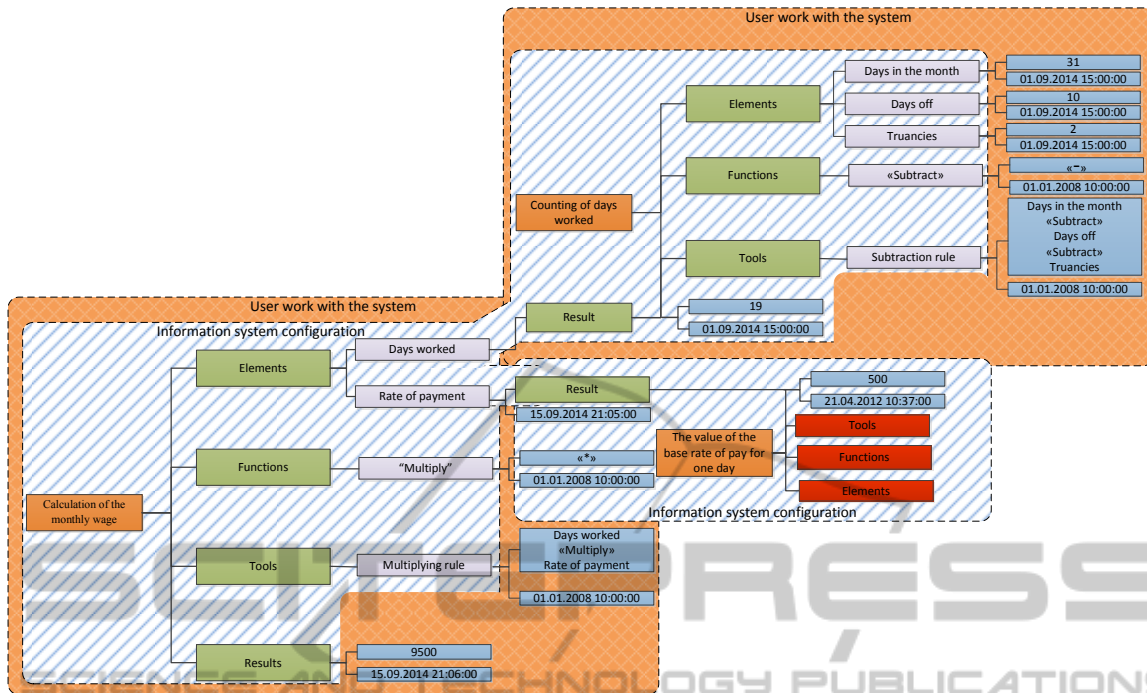 User work with the system
Days in the month
31
01.09.2014 15:00:00
Elements
Days off
10
01.09.2014 15:00:00
Truancies
2
01.09.2014 15:00:00
Functions
«Subtract»
«-»
01.01.2008 10:00:00
Counting of days
worked
Days in the month
«Subtract»
Days off
«Subtract»
Truancies
Tools
Subtraction rule
01.01.2008 10:00:00
User work with the system
Result
19
01.09.2014 15:00:00
Information system configuration
Days worked
Elements
Rate of payment
Result
15.09.2014 21:05:00
500
21.04.2012 10:37:00
Tools
The value of the
base rate of pay for
one day
Functions
Elements
Information system configuration
Functions
"Multiply"
«*»
01.01.2008 10:00:00
Calculation of the
monthly wage
Tools
Multiplying rule
Days worked
«Multiply»
Rate of payment
01.01.2008 10:00:00
Results
9500
15.09.2014 21:06:00
SCITEPRESS
SCIENCE AND TECHNOLOGY PUBLICATIONS